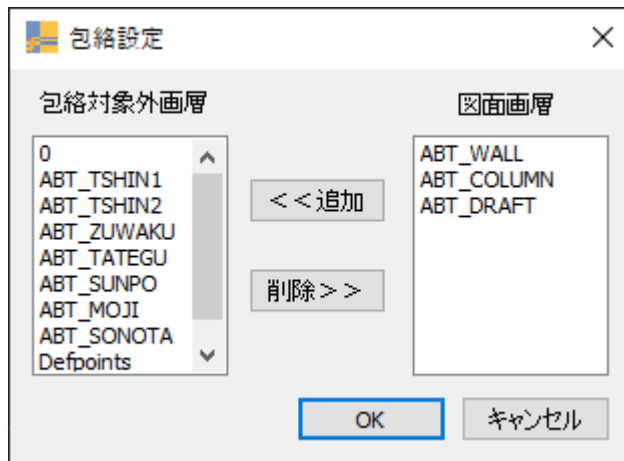 包絡設定
包絡対象外画層
図面画層
0
ABT_TSHIN1
ABT_TSHIN2
ABT_ZUWAKU
ABT_TATEGU
ABT_SUNPO
ABT_MOJI
ABT_SONOTA
Defpoints
<<追加
削除>>
ABT_WALL
ABT_COLUMN
ABT_DRAFT
OK
キャンセル